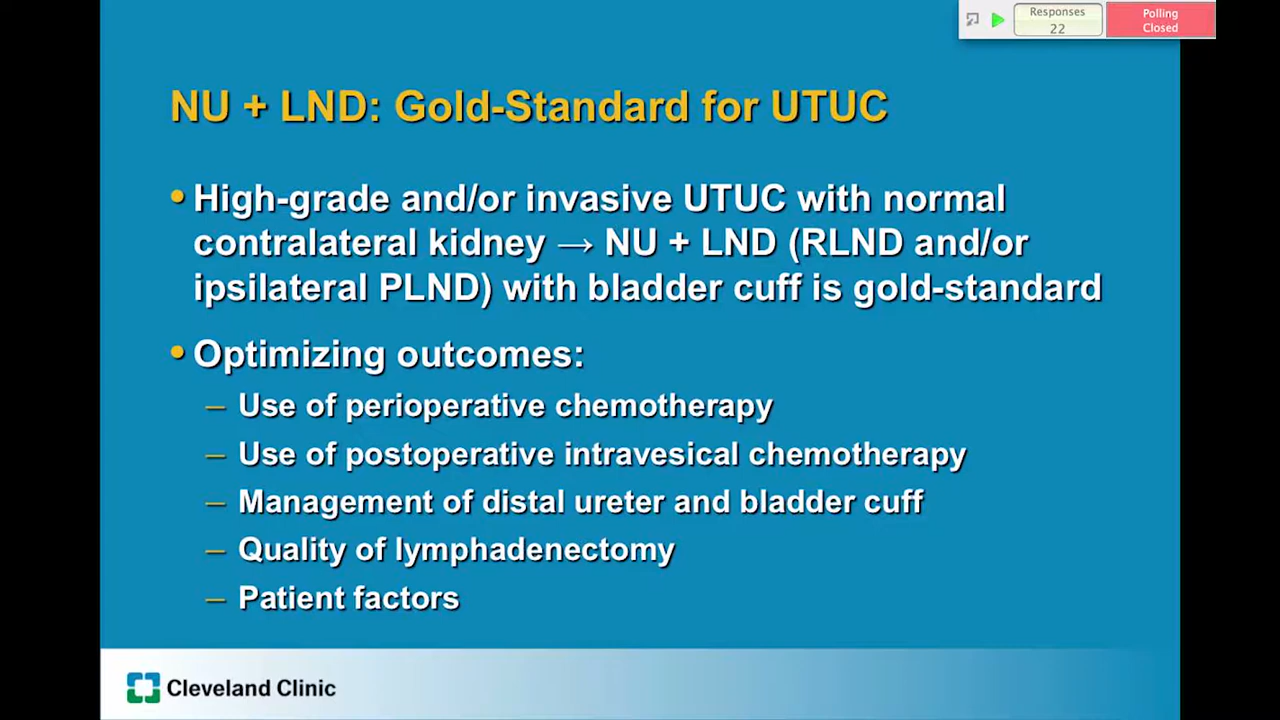 Responses
22
Polling
Closed
NU + LND: Gold-Standard for UTUC
• High-grade and/or invasive UTUC with normal
contralateral kidney → NU + LND (RLND and/or
ipsilateral PLND) with bladder cuff is gold-standard
• Optimizing outcomes:
– Use of perioperative chemotherapy
– Use of postoperative intravesical chemotherapy
– Management of distal ureter and bladder cuff
– Quality of lymphadenectomy
– Patient factors
Cleveland Clinic